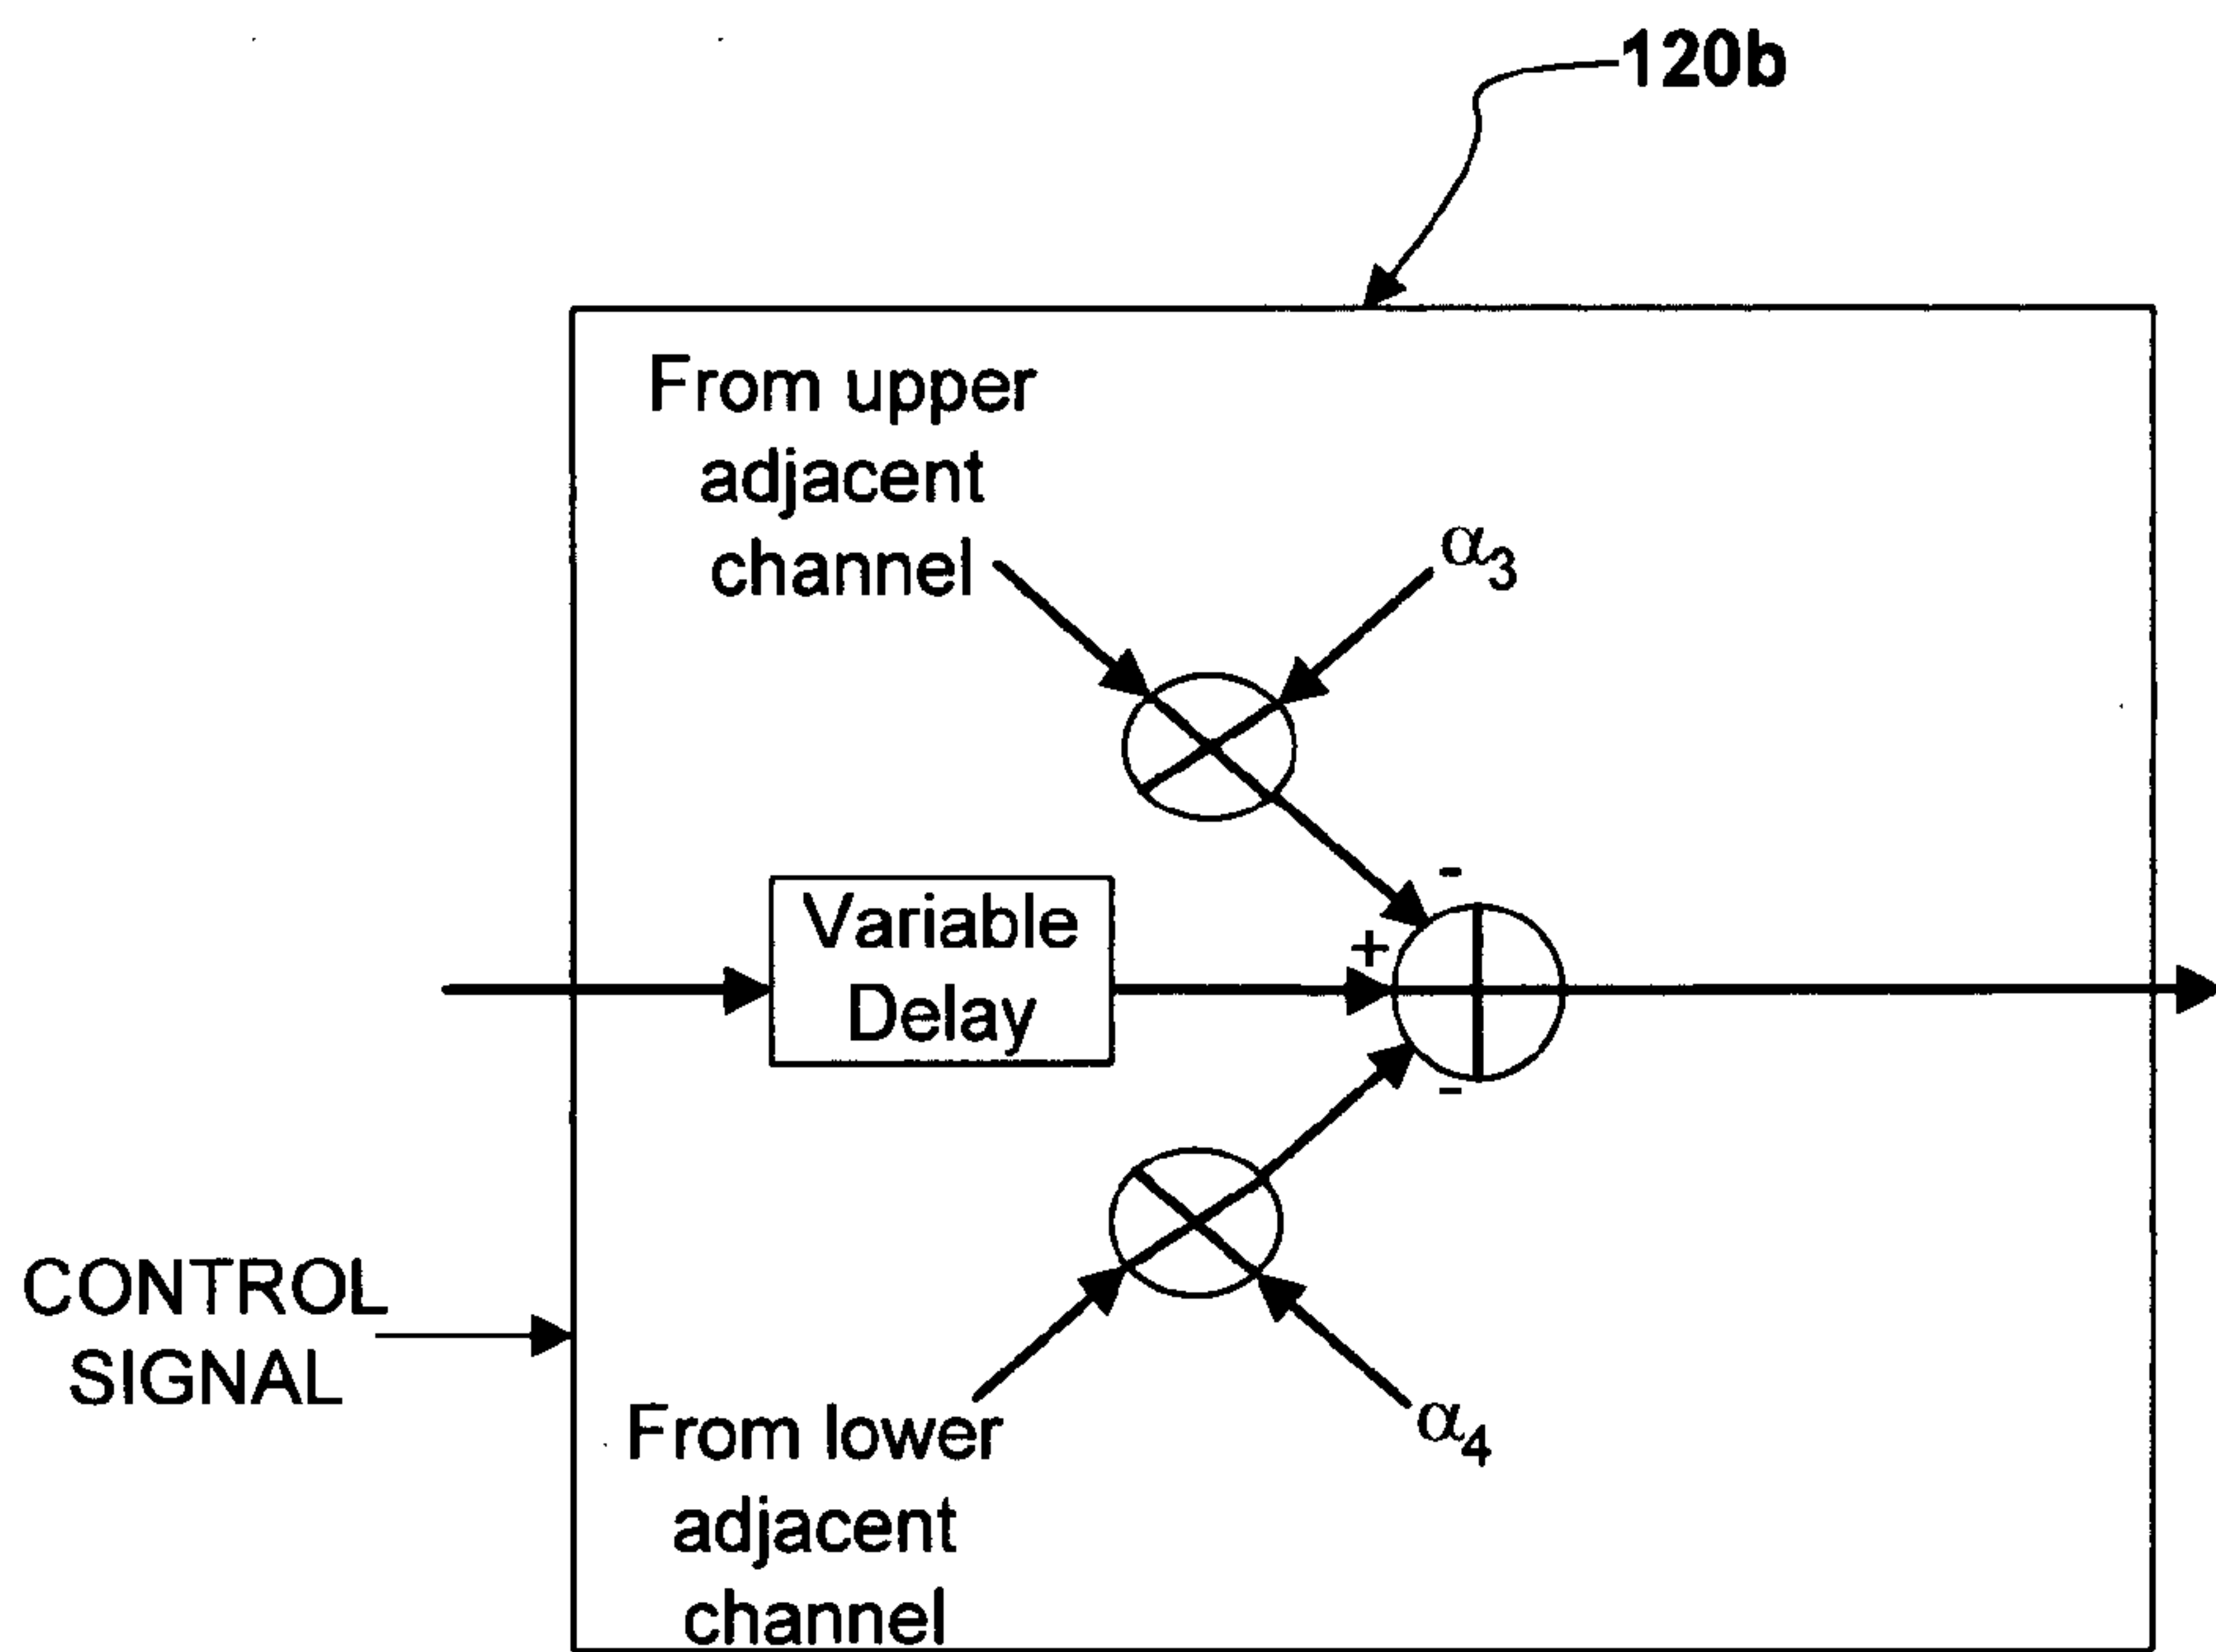 120b
From upper
adjacent
channel
α3
-
+
Variable
Delay
-
CONTROL
SIGNAL
From lower
adjacent
channel
α4